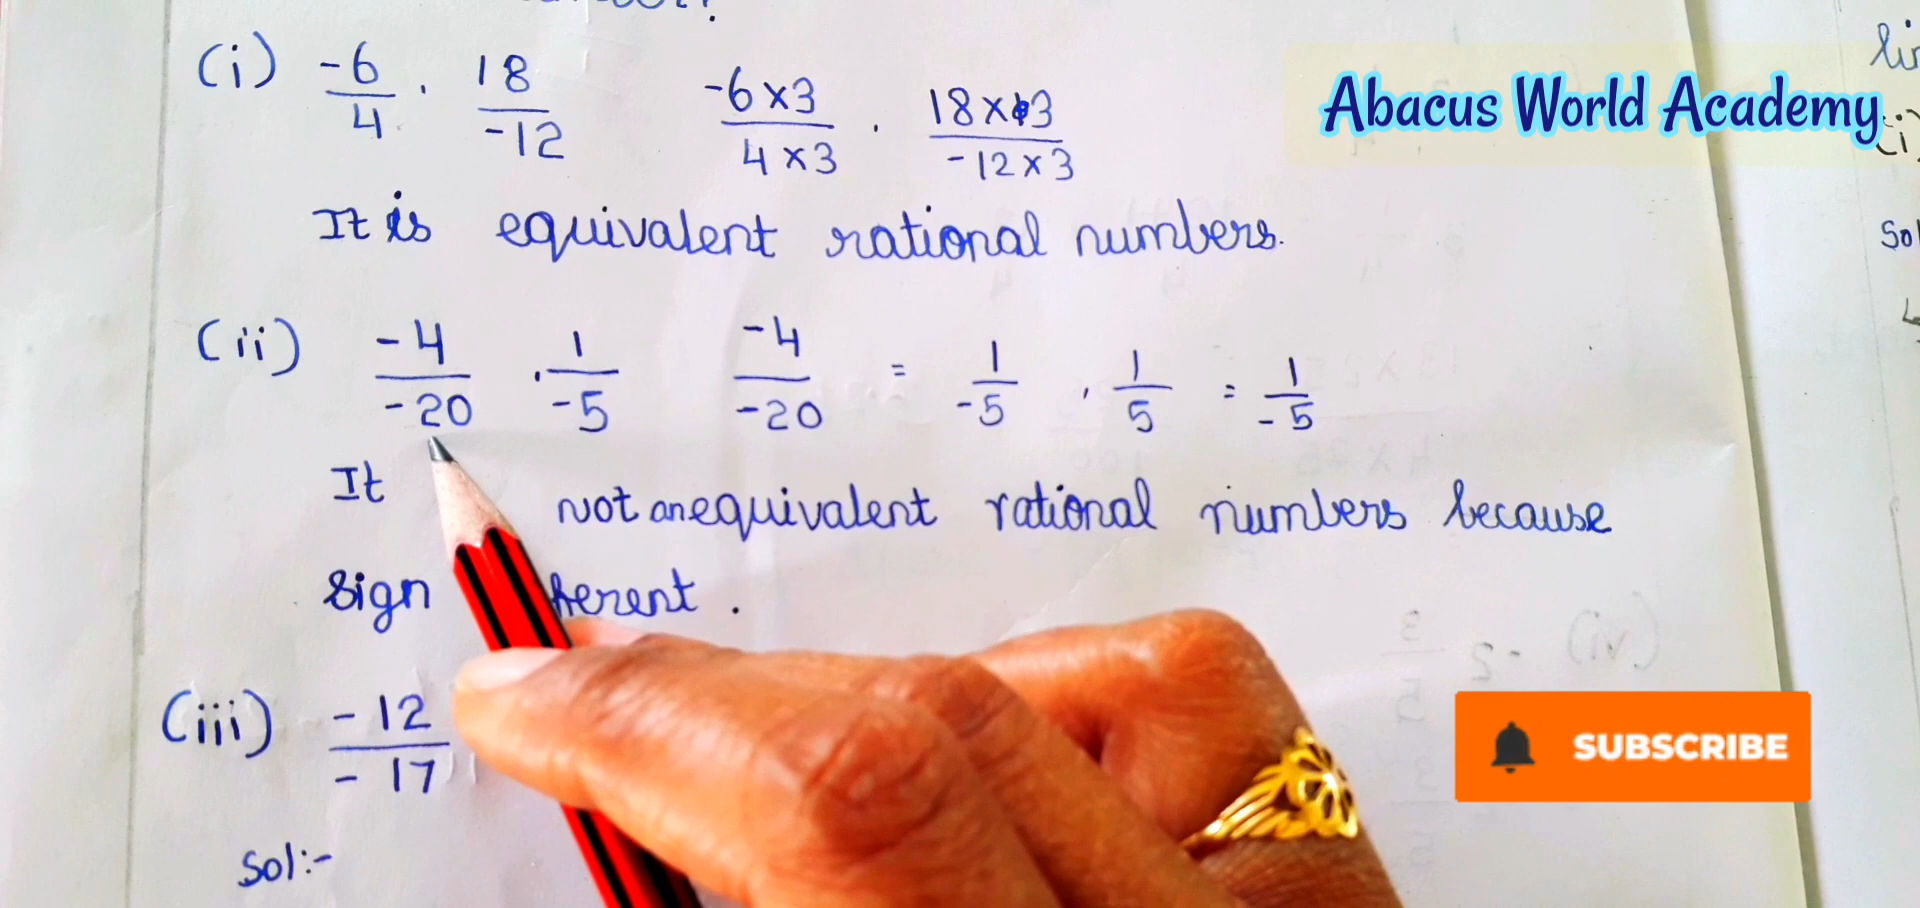 (i) -6/4 , 18/-12 -6×3/4×3 , 18×3/-12×3
Abacus World Academy
It is equivalent rational numbers.
(ii) -4/-20 , 1/-5 -4/-20 = 1/-5 , 1/5 = 1/-5
It not an equivalent rational numbers because
Sign
(iii) -12/-17
Sol:-
SUBSCRIBE